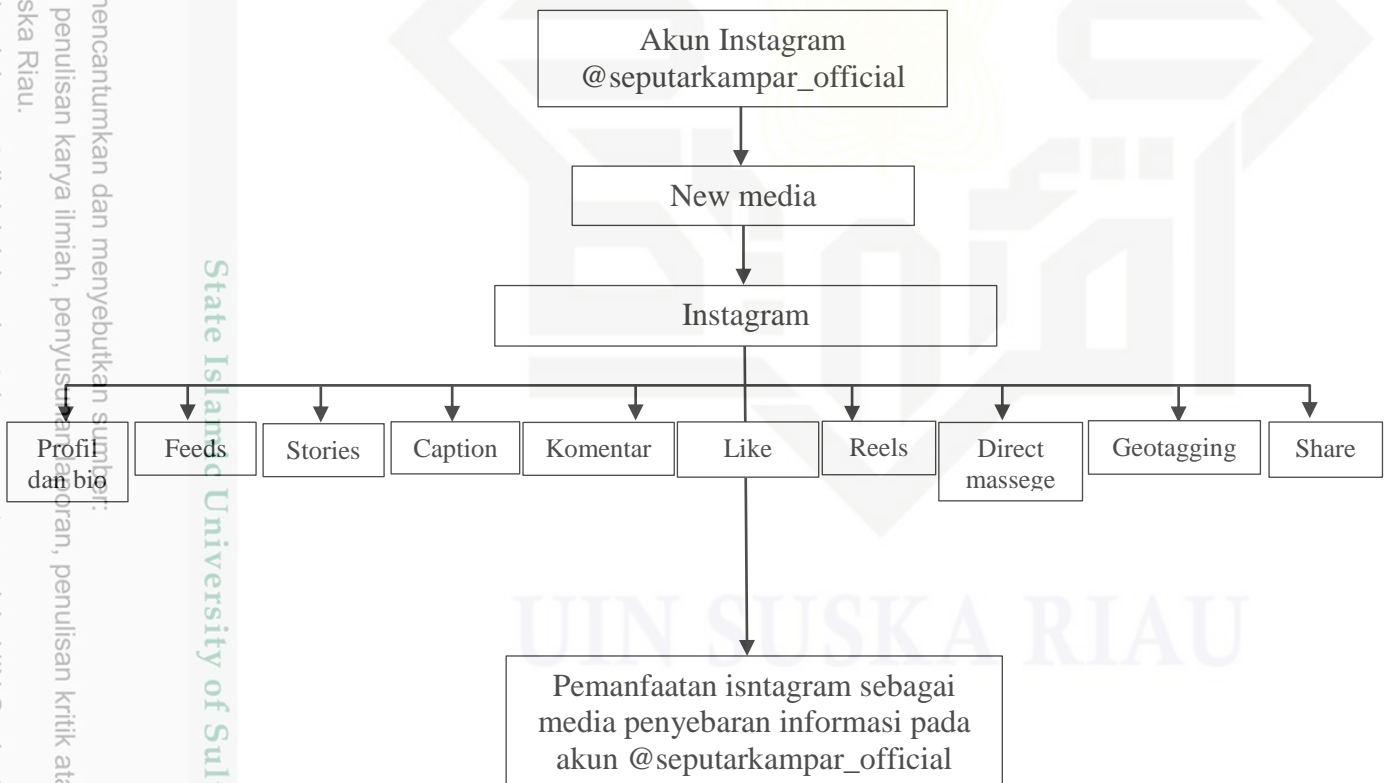 Akun Instagram
@seputarkampar_official
New media
Instagram
Profil
dan bio
Feeds
Stories
Caption
Komentar
Like
Reels
Direct
massege
Geotagging
Share
Pemanfaatan isntagram sebagai
media penyebaran informasi pada
akun @seputarkampar_official
UIN SUSKA RIAU
State Islamic University of Sul
mencantumkan dan menyebutkan sumber:
penulisan karya ilmiah, penyusunan laporan, penulisan kritik ata
ska Riau.